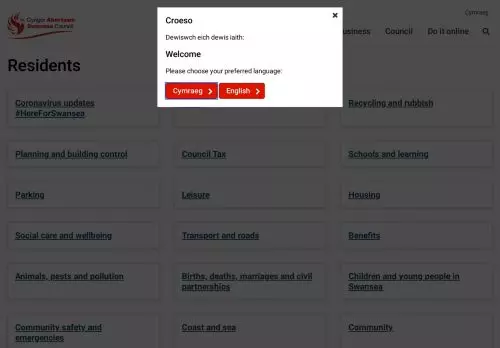 Croeso
Dewiswch eich dewis iaith:
Welcome
Please choose your preferred language:
Cymraeg
English
Cymraeg
Cyngor Abertawe
Swansea Council
usiness
Council
Do it online
Residents
Coronavirus updates
#HereForSwansea
Recycling and rubbish
Planning and building control
Council Tax
Schools and learning
Parking
Leisure
Housing
Social care and wellbeing
Transport and roads
Benefits
Animals, pests and pollution
Births, deaths, marriages and civil
partnerships
Children and young people in
Swansea
Community safety and
emergencies
Coast and sea
Community